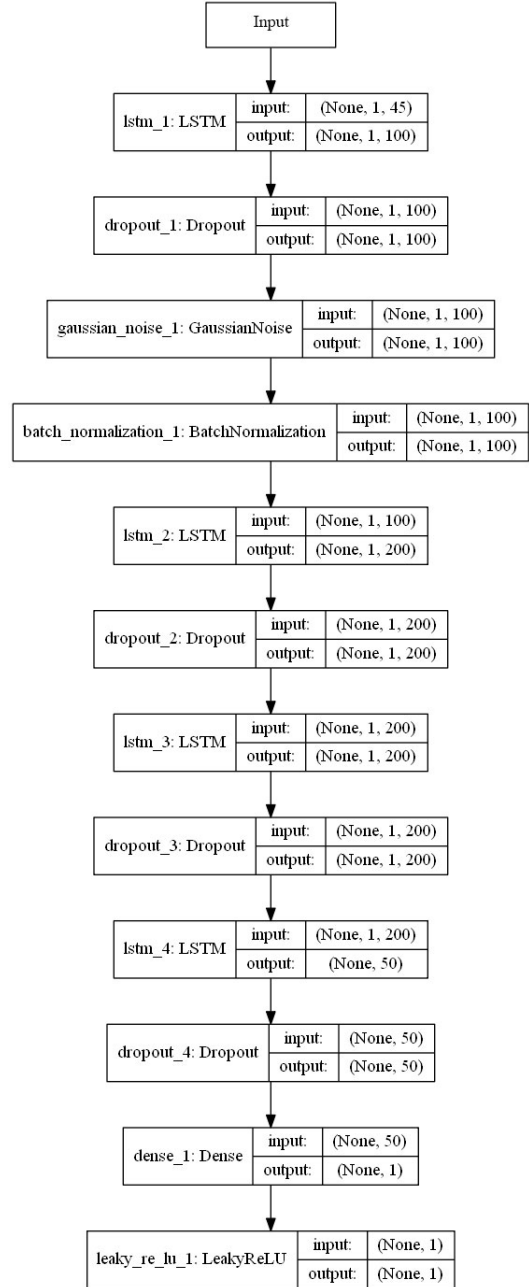 Input
lstm_1: LSTM
input: (None, 1, 45)
output: (None, 1, 100)
dropout_1: Dropout
input: (None, 1, 100)
output: (None, 1, 100)
gaussian_noise_1: GaussianNoise
input: (None, 1, 100)
output: (None, 1, 100)
batch_normalization_1: BatchNormalization
input: (None, 1, 100)
output: (None, 1, 100)
lstm_2: LSTM
input: (None, 1, 100)
output: (None, 1, 200)
dropout_2: Dropout
input: (None, 1, 200)
output: (None, 1, 200)
lstm_3: LSTM
input: (None, 1, 200)
output: (None, 1, 200)
dropout_3: Dropout
input: (None, 1, 200)
output: (None, 1, 200)
lstm_4: LSTM
input: (None, 1, 200)
output: (None, 50)
dropout_4: Dropout
input: (None, 50)
output: (None, 50)
dense_1: Dense
input: (None, 50)
output: (None, 1)
leaky_re_lu_1: LeakyReLU
input: (None, 1)
output: (None, 1)